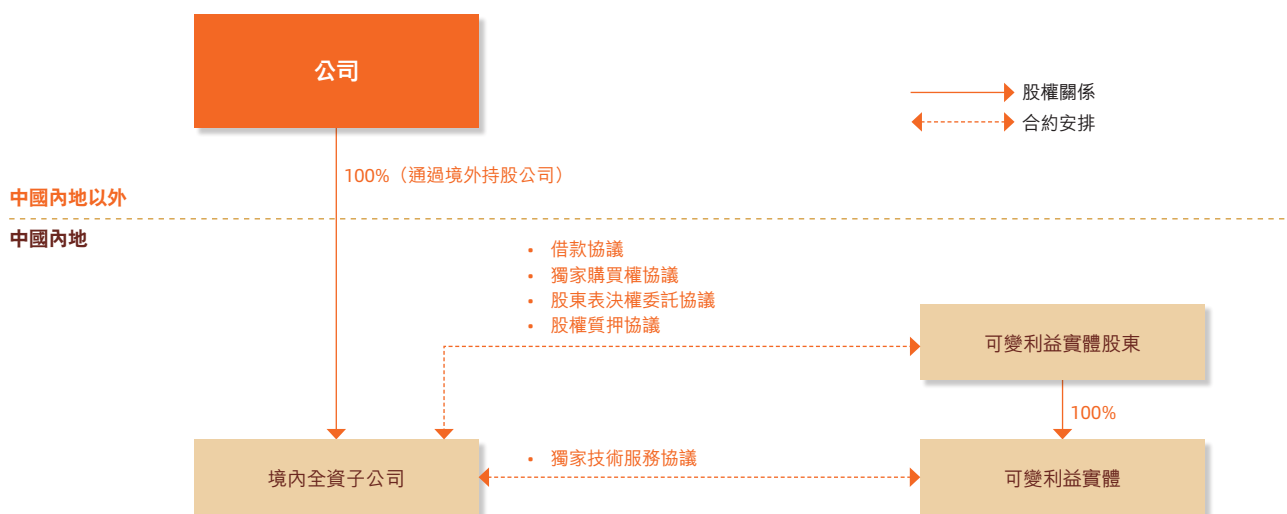 公司
股權關係
合約安排
100%（通過境外持股公司）
中國內地以外
中國內地
• 借款協議
• 獨家購買權協議
• 股東表決權委託協議
• 股權質押協議
可變利益實體股東
100%
境內全資子公司
• 獨家技術服務協議
可變利益實體